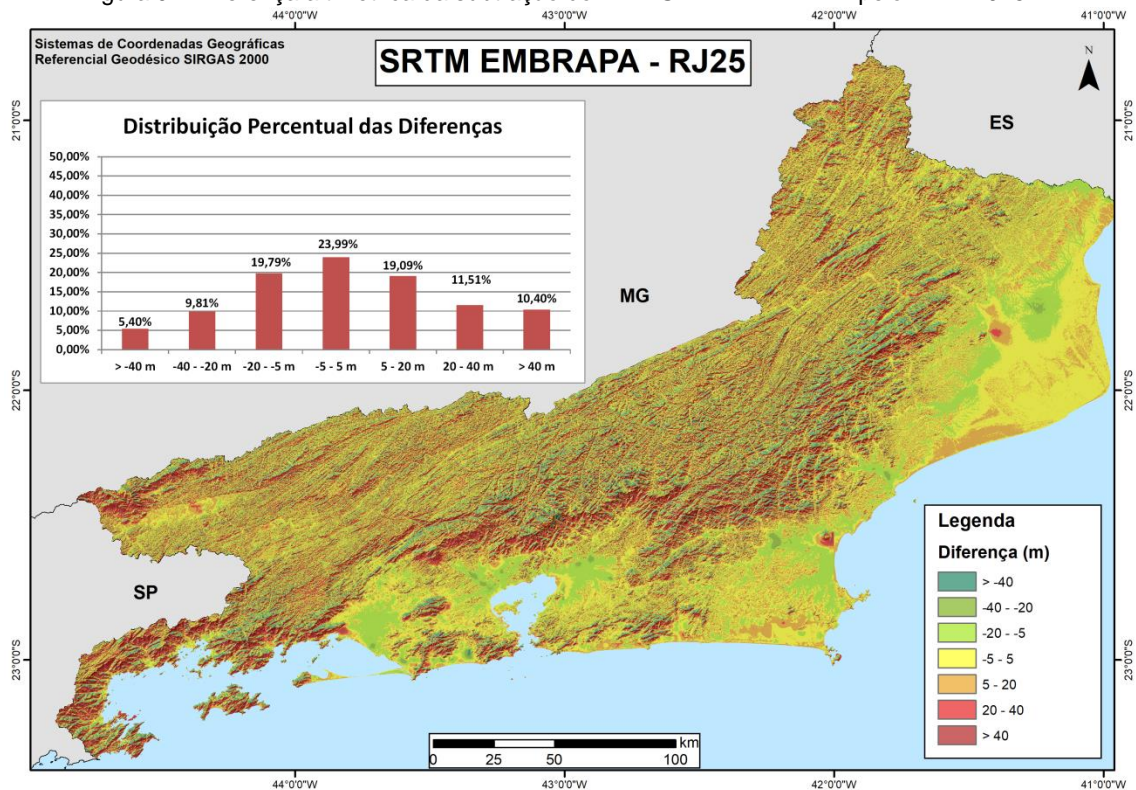 44°0'0"W 43°0'0"W 42°0'0"W 41°0'0"W
Sistemas de Coordenadas Geográficas
Referencial Geodésico SIRGAS 2000
SRTM EMBRAPA - RJ25
N
Distribuição Percentual das Diferenças
50,00%
45,00%
40,00%
35,00%
30,00%
25,00%
20,00%
15,00%
10,00%
5,00%
0,00%
5,40%
9,81%
19,79%
23,99%
19,09%
11,51%
10,40%
> -40 m
-40 - -20 m
-20 - -5 m
-5 - 5 m
5 - 20 m
20 - 40 m
> 40 m
ES
MG
SP
21°0'0"S
22°0'0"S
23°0'0"S
21°0'0"S
22°0'0"S
23°0'0"S
Legenda
Diferença (m)
> -40
-40 - -20
-20 - -5
-5 - 5
5 - 20
20 - 40
> 40
km
0 25 50 100
44°0'0"W 43°0'0"W 42°0'0"W 41°0'0"W